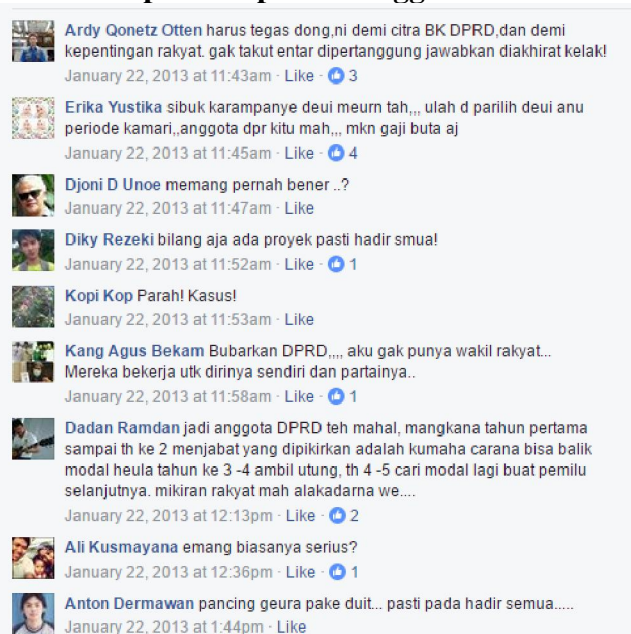 Ardy Qonetz Otten harus tegas dong,ni demi citra BK DPRD,dan demi
kepentingan rakyat. gak takut entar dipertanggung jawabkan diakhirat kelak!
January 22, 2013 at 11:43am · Like · 3
Erika Yustika sibuk karampanye deui meurn tah,,, ulah d parilih deui anu
periode kamari,,anggota dpr kitu mah,,, mkn gaji buta aj
January 22, 2013 at 11:45am · Like · 4
Djoni D Unoe memang pernah bener ..?
January 22, 2013 at 11:47am · Like
Diky Rezeki bilang aja ada proyek pasti hadir smua!
January 22, 2013 at 11:52am · Like · 1
Kopi Kop Parah! Kasus!
January 22, 2013 at 11:53am · Like
Kang Agus Bekam Bubarkan DPRD,,,, aku gak punya wakil rakyat...
Mereka bekerja utk dirinya sendiri dan partainya..
January 22, 2013 at 11:58am · Like · 1
Dadan Ramdan jadi anggota DPRD teh mahal, mangkana tahun pertama
sampai th ke 2 menjabat yang dipikirkan adalah kumaha carana bisa balik
modal heula tahun ke 3 -4 ambil utung, th 4 -5 cari modal lagi buat pemilu
selanjutnya. mikiran rakyat mah alakadarna we....
January 22, 2013 at 12:13pm · Like · 2
Ali Kusmayana emang biasanya serius?
January 22, 2013 at 12:36pm · Like · 1
Anton Dermawan pancing geura pake duit... pasti pada hadir semua.....
January 22, 2013 at 1:44pm · Like